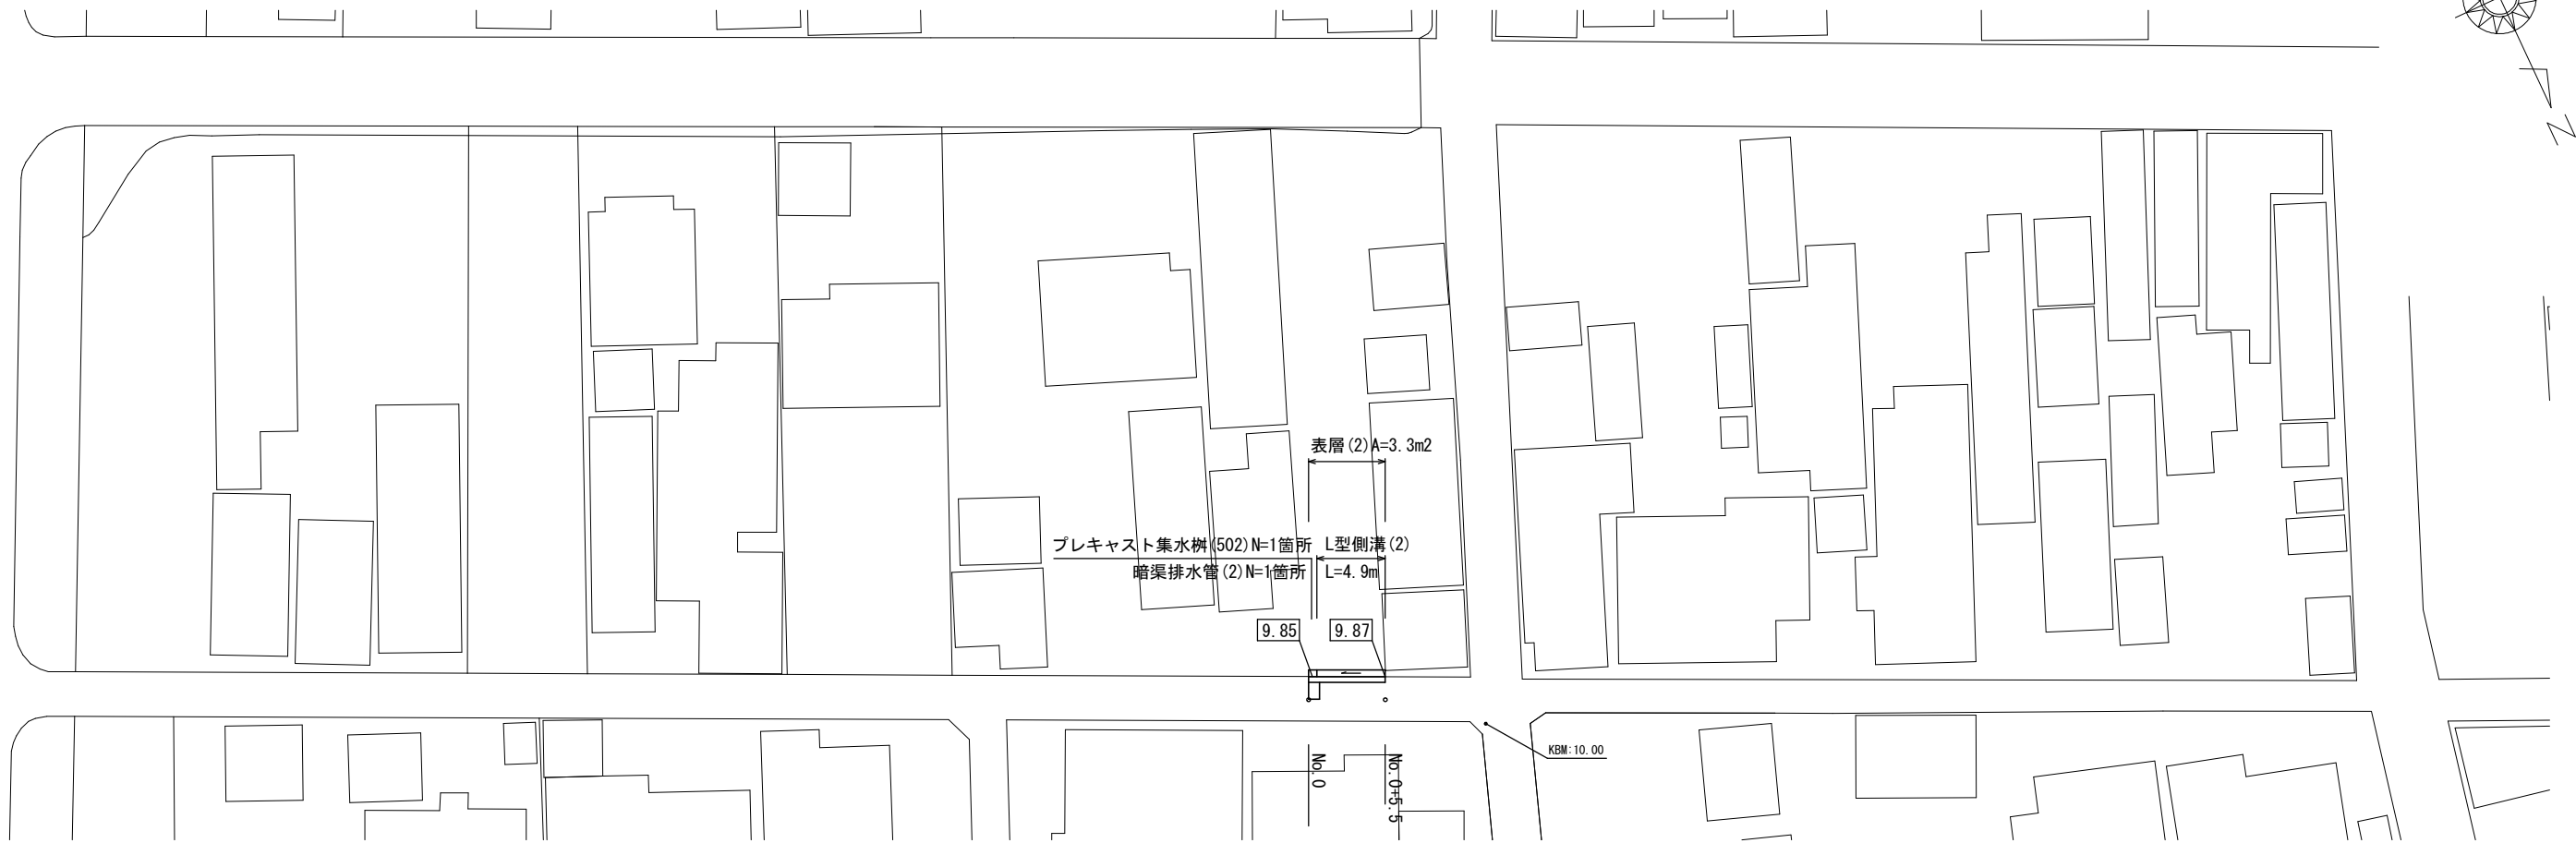 表層(2)A=3.3m2
プレキャスト集水桝(502)N=1箇所
L型側溝(2)
暗渠排水管(2)N=1箇所
L=4.9m
9.85
9.87
KBM:10.00
No.0
No.0+5.5
N